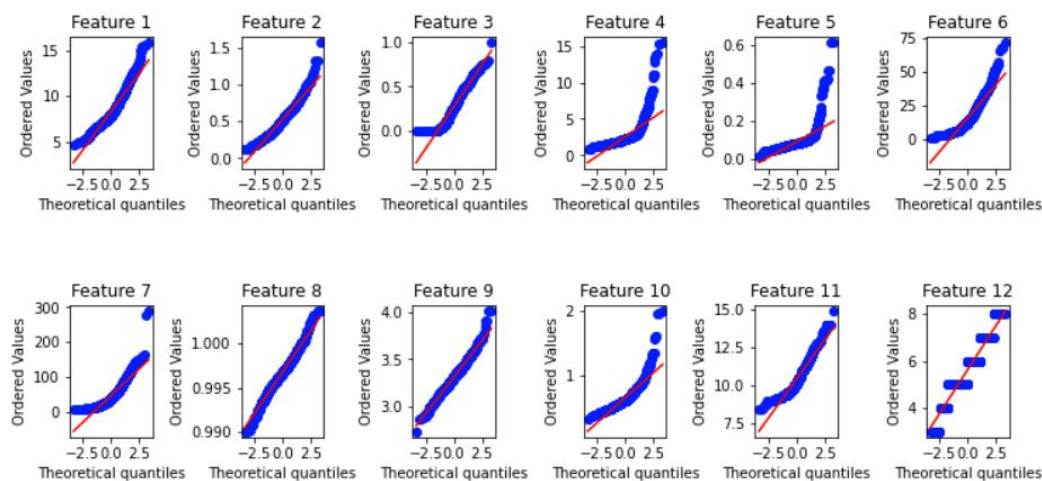 Feature 1 Feature 2 Feature 3 Feature 4 Feature 5 Feature 6
Ordered Values 15 10 5
Ordered Values 1.5 1.0 0.5 0.0
Ordered Values 1.0 0.5 0.0
Ordered Values 15 10 5 0
Ordered Values 0.6 0.4 0.2 0.0
Ordered Values 75 50 25 0
−2.5 0.0 2.5 −2.5 0.0 2.5 −2.5 0.0 2.5 −2.5 0.0 2.5 −2.5 0.0 2.5 −2.5 0.0 2.5
Theoretical quantiles Theoretical quantiles Theoretical quantiles Theoretical quantiles Theoretical quantiles Theoretical quantiles
Feature 7 Feature 8 Feature 9 Feature 10 Feature 11 Feature 12
Ordered Values 300 200 100 0
Ordered Values 1.000 0.995 0.990
Ordered Values 4.0 3.5 3.0
Ordered Values 2 1
Ordered Values 15.0 12.5 10.0 7.5
Ordered Values 8 6 4
−2.5 0.0 2.5 −2.5 0.0 2.5 −2.5 0.0 2.5 −2.5 0.0 2.5 −2.5 0.0 2.5 −2.5 0.0 2.5
Theoretical quantiles Theoretical quantiles Theoretical quantiles Theoretical quantiles Theoretical quantiles Theoretical quantiles